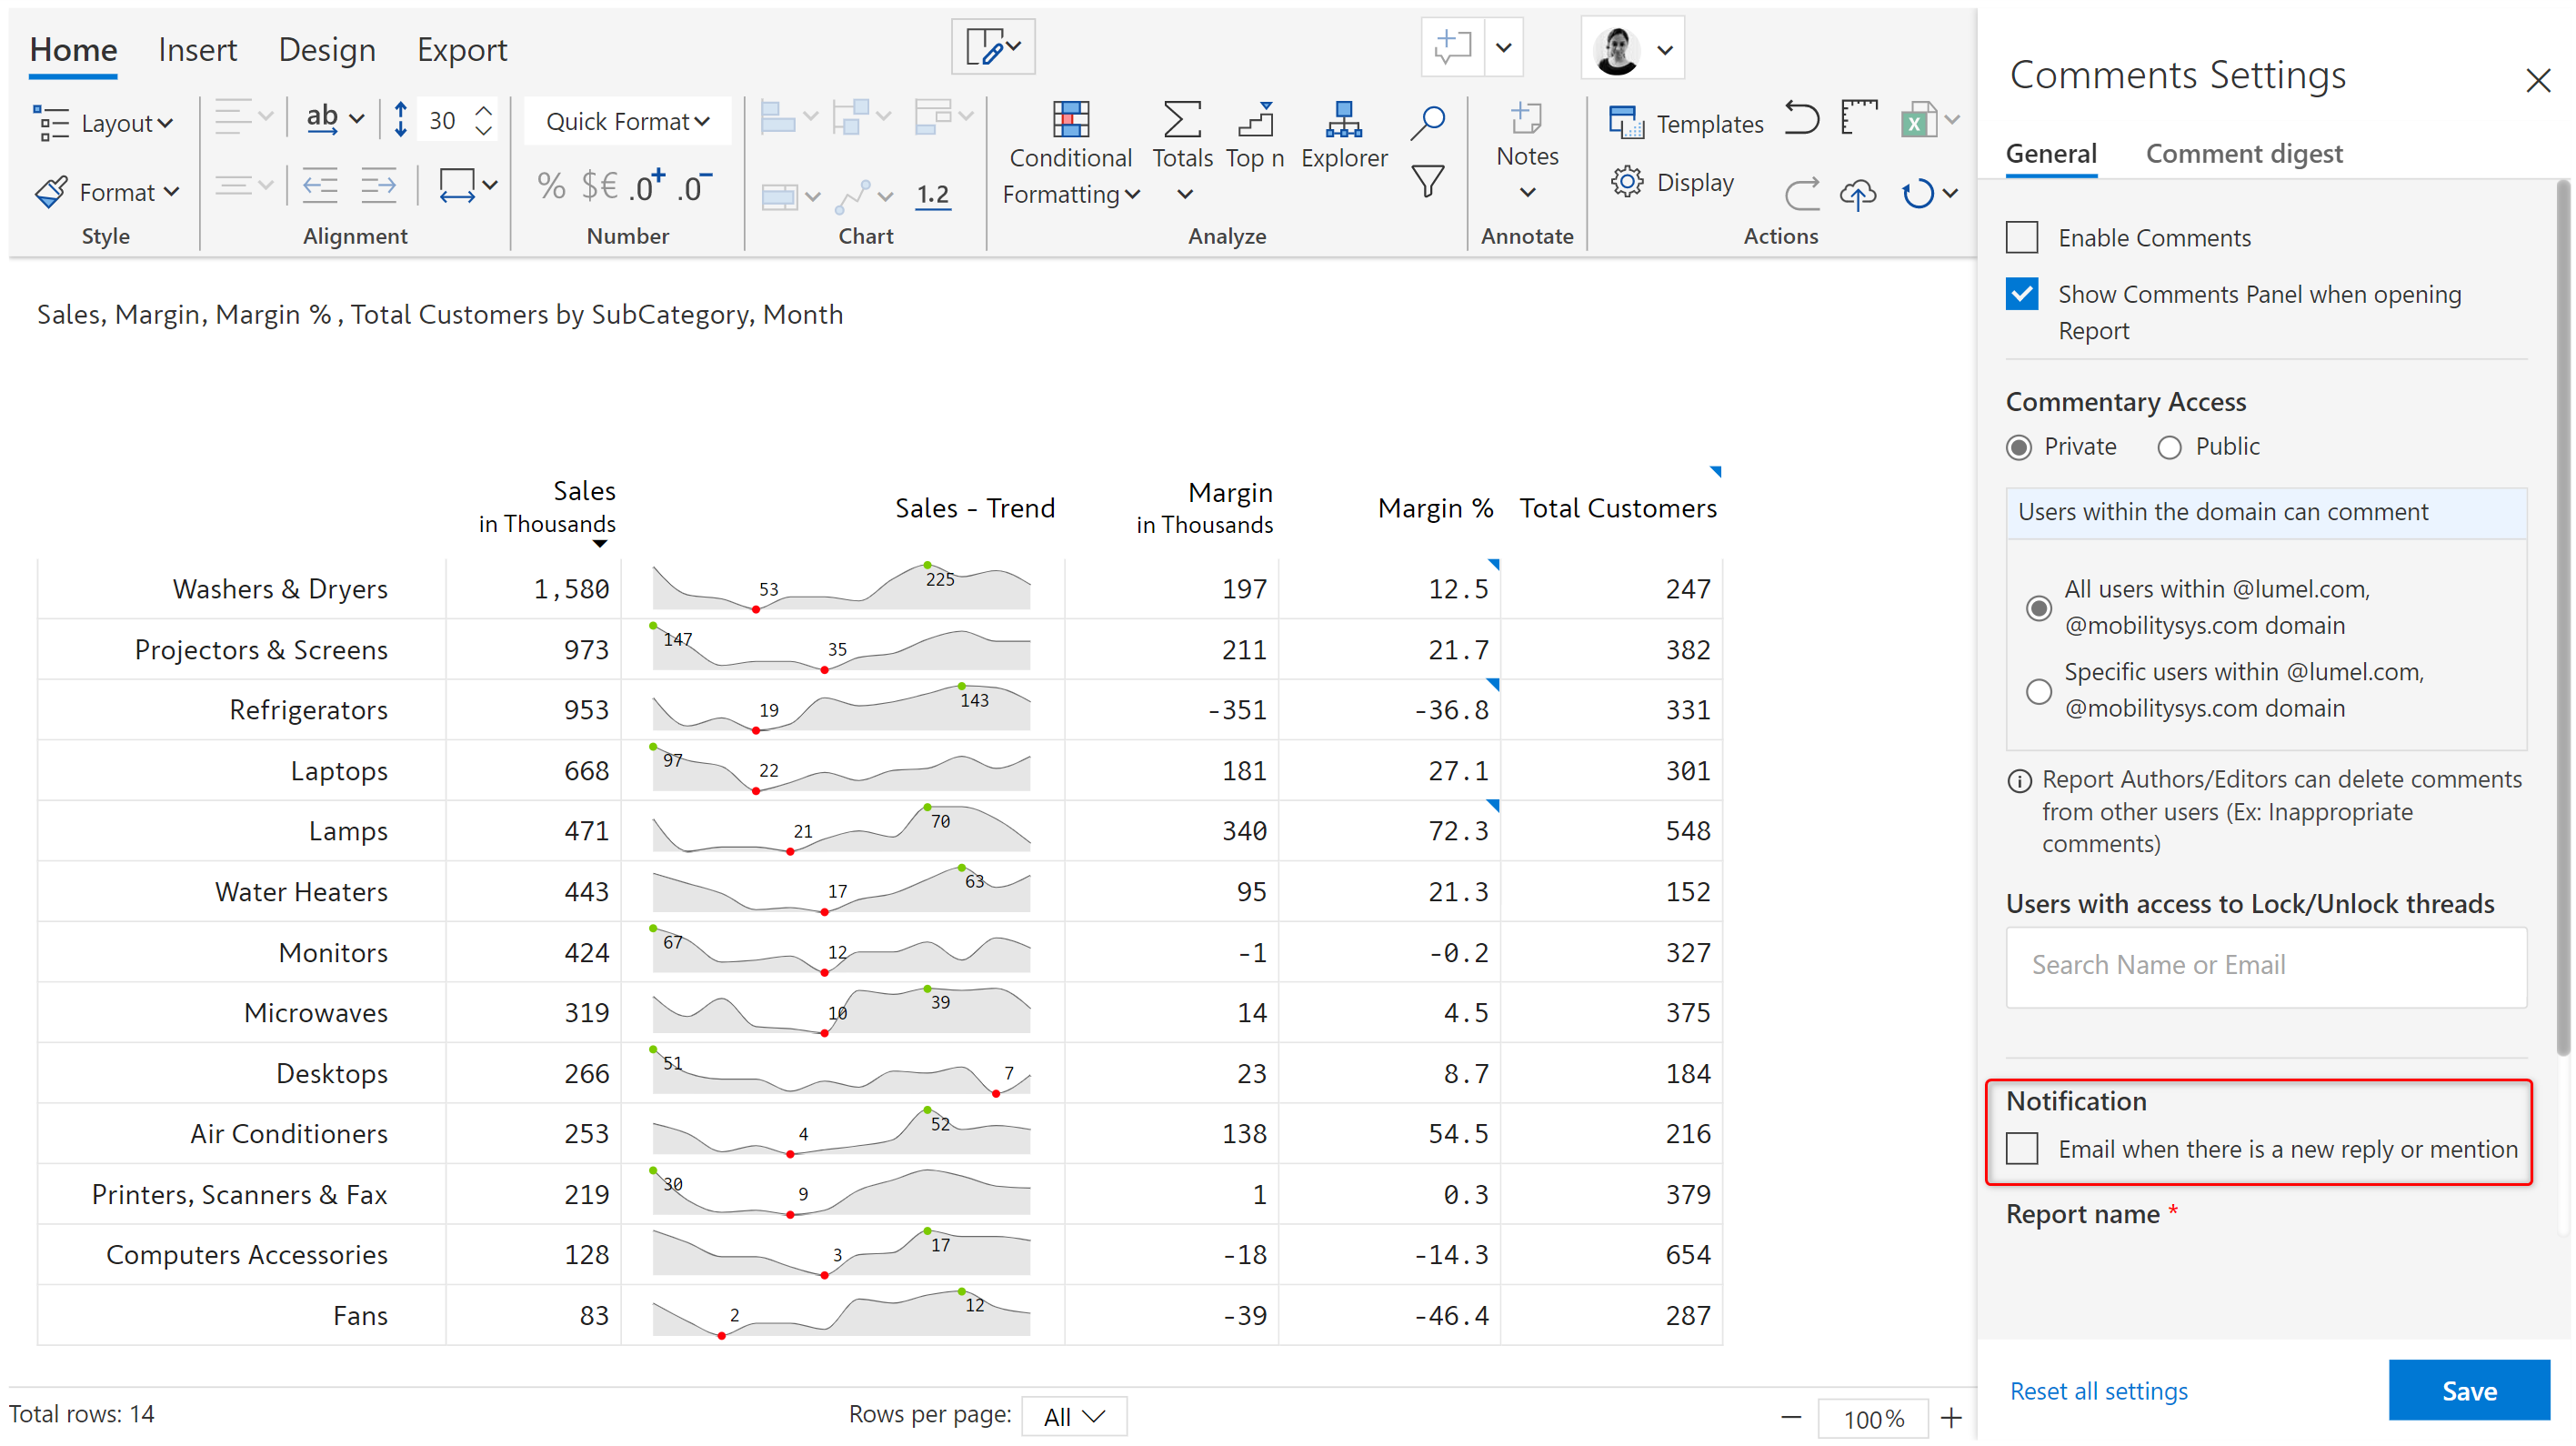 Home Insert Design Export
Layout ab 30 Quick Format Conditional Formatting Totals Top n Explorer Notes Templates
Format % $€ .0+ .0- 1.2 Display
Style Alignment Number Chart Analyze Annotate Actions
Sales, Margin, Margin %, Total Customers by SubCategory, Month
Sales in Thousands Sales - Trend Margin in Thousands Margin % Total Customers
Washers & Dryers 1,580 53 225 197 12.5 247
Projectors & Screens 973 147 35 211 21.7 382
Refrigerators 953 19 143 -351 -36.8 331
Laptops 668 97 22 181 27.1 301
Lamps 471 21 70 340 72.3 548
Water Heaters 443 17 63 95 21.3 152
Monitors 424 67 12 -1 -0.2 327
Microwaves 319 10 39 14 4.5 375
Desktops 266 51 7 23 8.7 184
Air Conditioners 253 4 52 138 54.5 216
Printers, Scanners & Fax 219 30 9 1 0.3 379
Computers Accessories 128 3 17 -18 -14.3 654
Fans 83 2 12 -39 -46.4 287
Total rows: 14 Rows per page: All 100%
Comments Settings
General Comment digest
Enable Comments
Show Comments Panel when opening
Report
Commentary Access
Private Public
Users within the domain can comment
All users within @lumel.com,
@mobilitysys.com domain
Specific users within @lumel.com,
@mobilitysys.com domain
Report Authors/Editors can delete comments
from other users (Ex: Inappropriate
comments)
Users with access to Lock/Unlock threads
Search Name or Email
Notification
Email when there is a new reply or mention
Report name *
Reset all settings Save